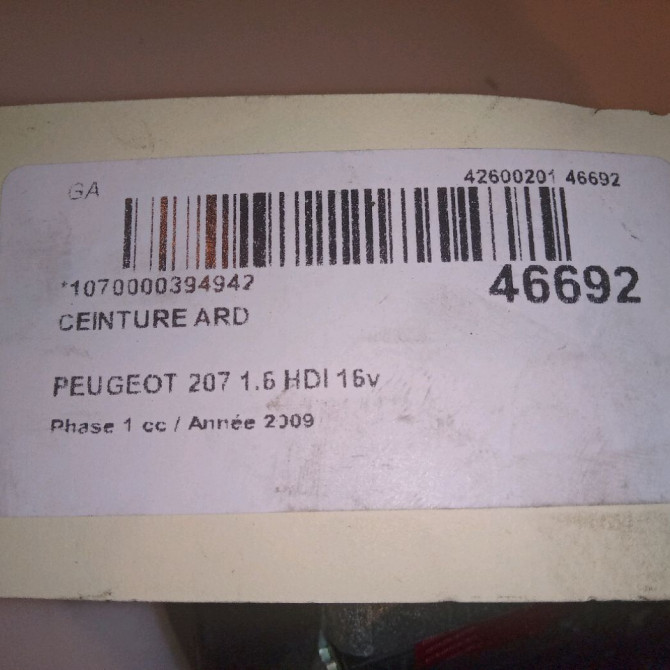 GA
42600201 46692
*1070000394942
46692
CEINTURE ARD
PEUGEOT 207 1.6 HDI 16v
Phase 1 cc / Année 2009